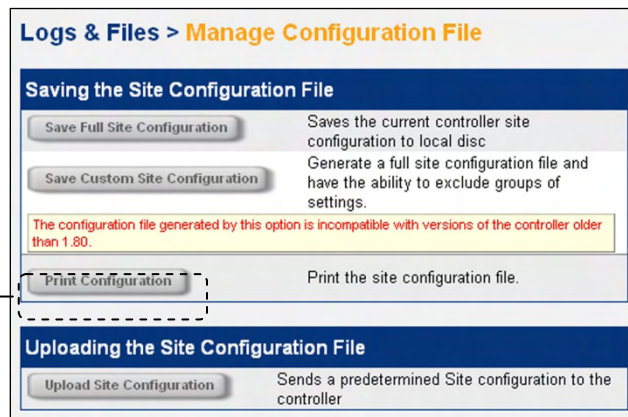 Logs & Files > Manage Configuration File
Saving the Site Configuration File
Save Full Site Configuration
Saves the current controller site
configuration to local disc
Save Custom Site Configuration
Generate a full site configuration file and
have the ability to exclude groups of
settings.
The configuration file generated by this option is incompatible with versions of the controller older
than 1.80.
Print Configuration
Print the site configuration file.
Uploading the Site Configuration File
Upload Site Configuration
Sends a predetermined Site configuration to the
controller